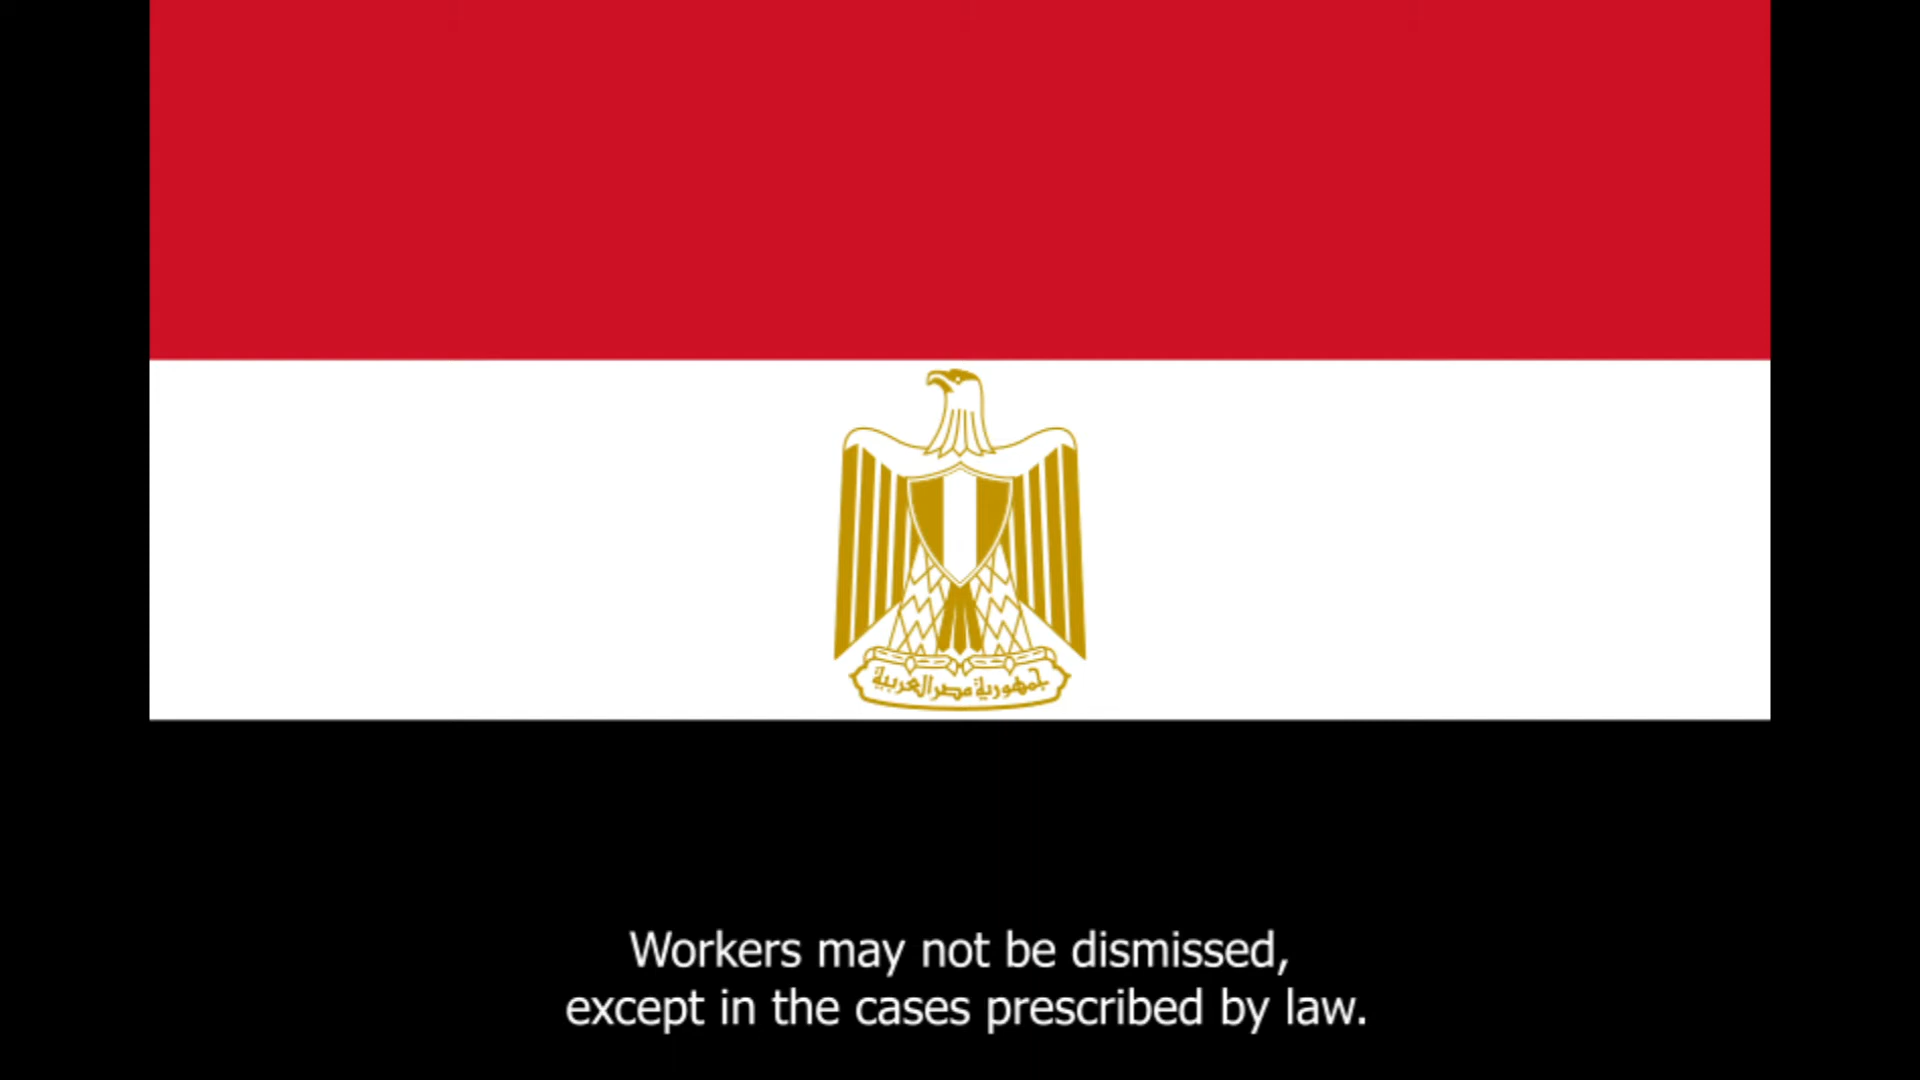 جمهورية مصر العربية
Workers may not be dismissed,
except in the cases prescribed by law.